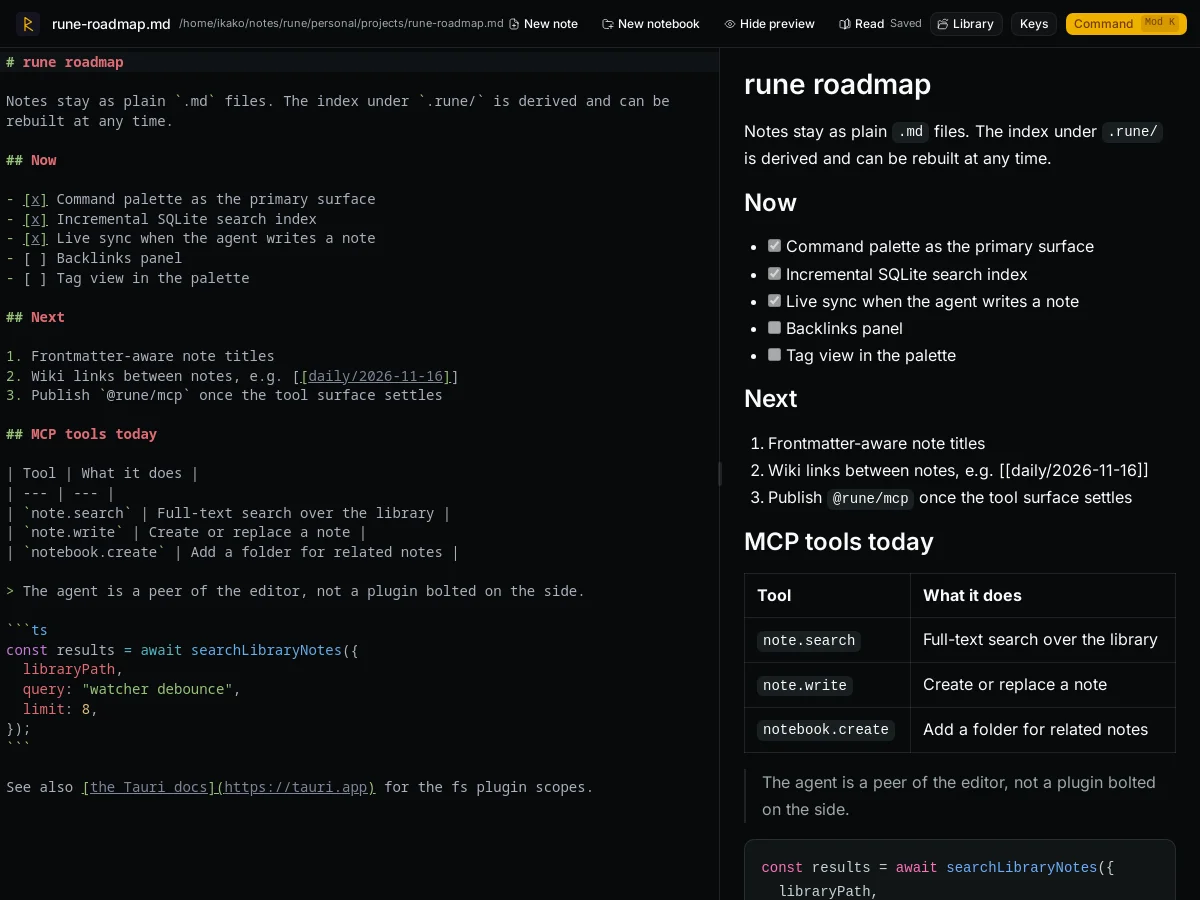 rune-roadmap.md /home/ikako/notes/rune/personal/projects/rune-roadmap.md New note New notebook Hide preview Read Saved Library Keys Command Mod K
# rune roadmap
Notes stay as plain `.md` files. The index under `.rune/` is derived and can be
rebuilt at any time.
## Now
- [x] Command palette as the primary surface
- [x] Incremental SQLite search index
- [x] Live sync when the agent writes a note
- [ ] Backlinks panel
- [ ] Tag view in the palette
## Next
1. Frontmatter-aware note titles
2. Wiki links between notes, e.g. [[daily/2026-11-16]]
3. Publish `@rune/mcp` once the tool surface settles
## MCP tools today
| Tool | What it does |
| --- | --- |
| `note.search` | Full-text search over the library |
| `note.write` | Create or replace a note |
| `notebook.create` | Add a folder for related notes |
> The agent is a peer of the editor, not a plugin bolted on the side.
```ts
const results = await searchLibraryNotes({
  libraryPath,
  query: "watcher debounce",
  limit: 8,
});
```
See also [the Tauri docs](https://tauri.app) for the fs plugin scopes.
rune roadmap
Notes stay as plain .md files. The index under .rune/
is derived and can be rebuilt at any time.
Now
Command palette as the primary surface
Incremental SQLite search index
Live sync when the agent writes a note
Backlinks panel
Tag view in the palette
Next
1. Frontmatter-aware note titles
2. Wiki links between notes, e.g. [[daily/2026-11-16]]
3. Publish @rune/mcp once the tool surface settles
MCP tools today
Tool What it does
note.search Full-text search over the library
note.write Create or replace a note
notebook.create Add a folder for related notes
The agent is a peer of the editor, not a plugin bolted
on the side.
const results = await searchLibraryNotes({
  libraryPath,